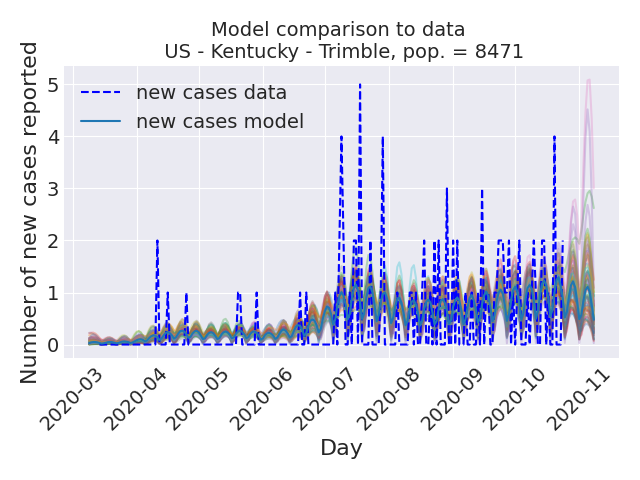 Model comparison to data
US - Kentucky - Trimble, pop. = 8471
Number of new cases reported
5
4
3
2
1
0
new cases data
new cases model
2020-03
2020-04
2020-05
2020-06
2020-07
2020-08
2020-09
2020-10
2020-11
Day